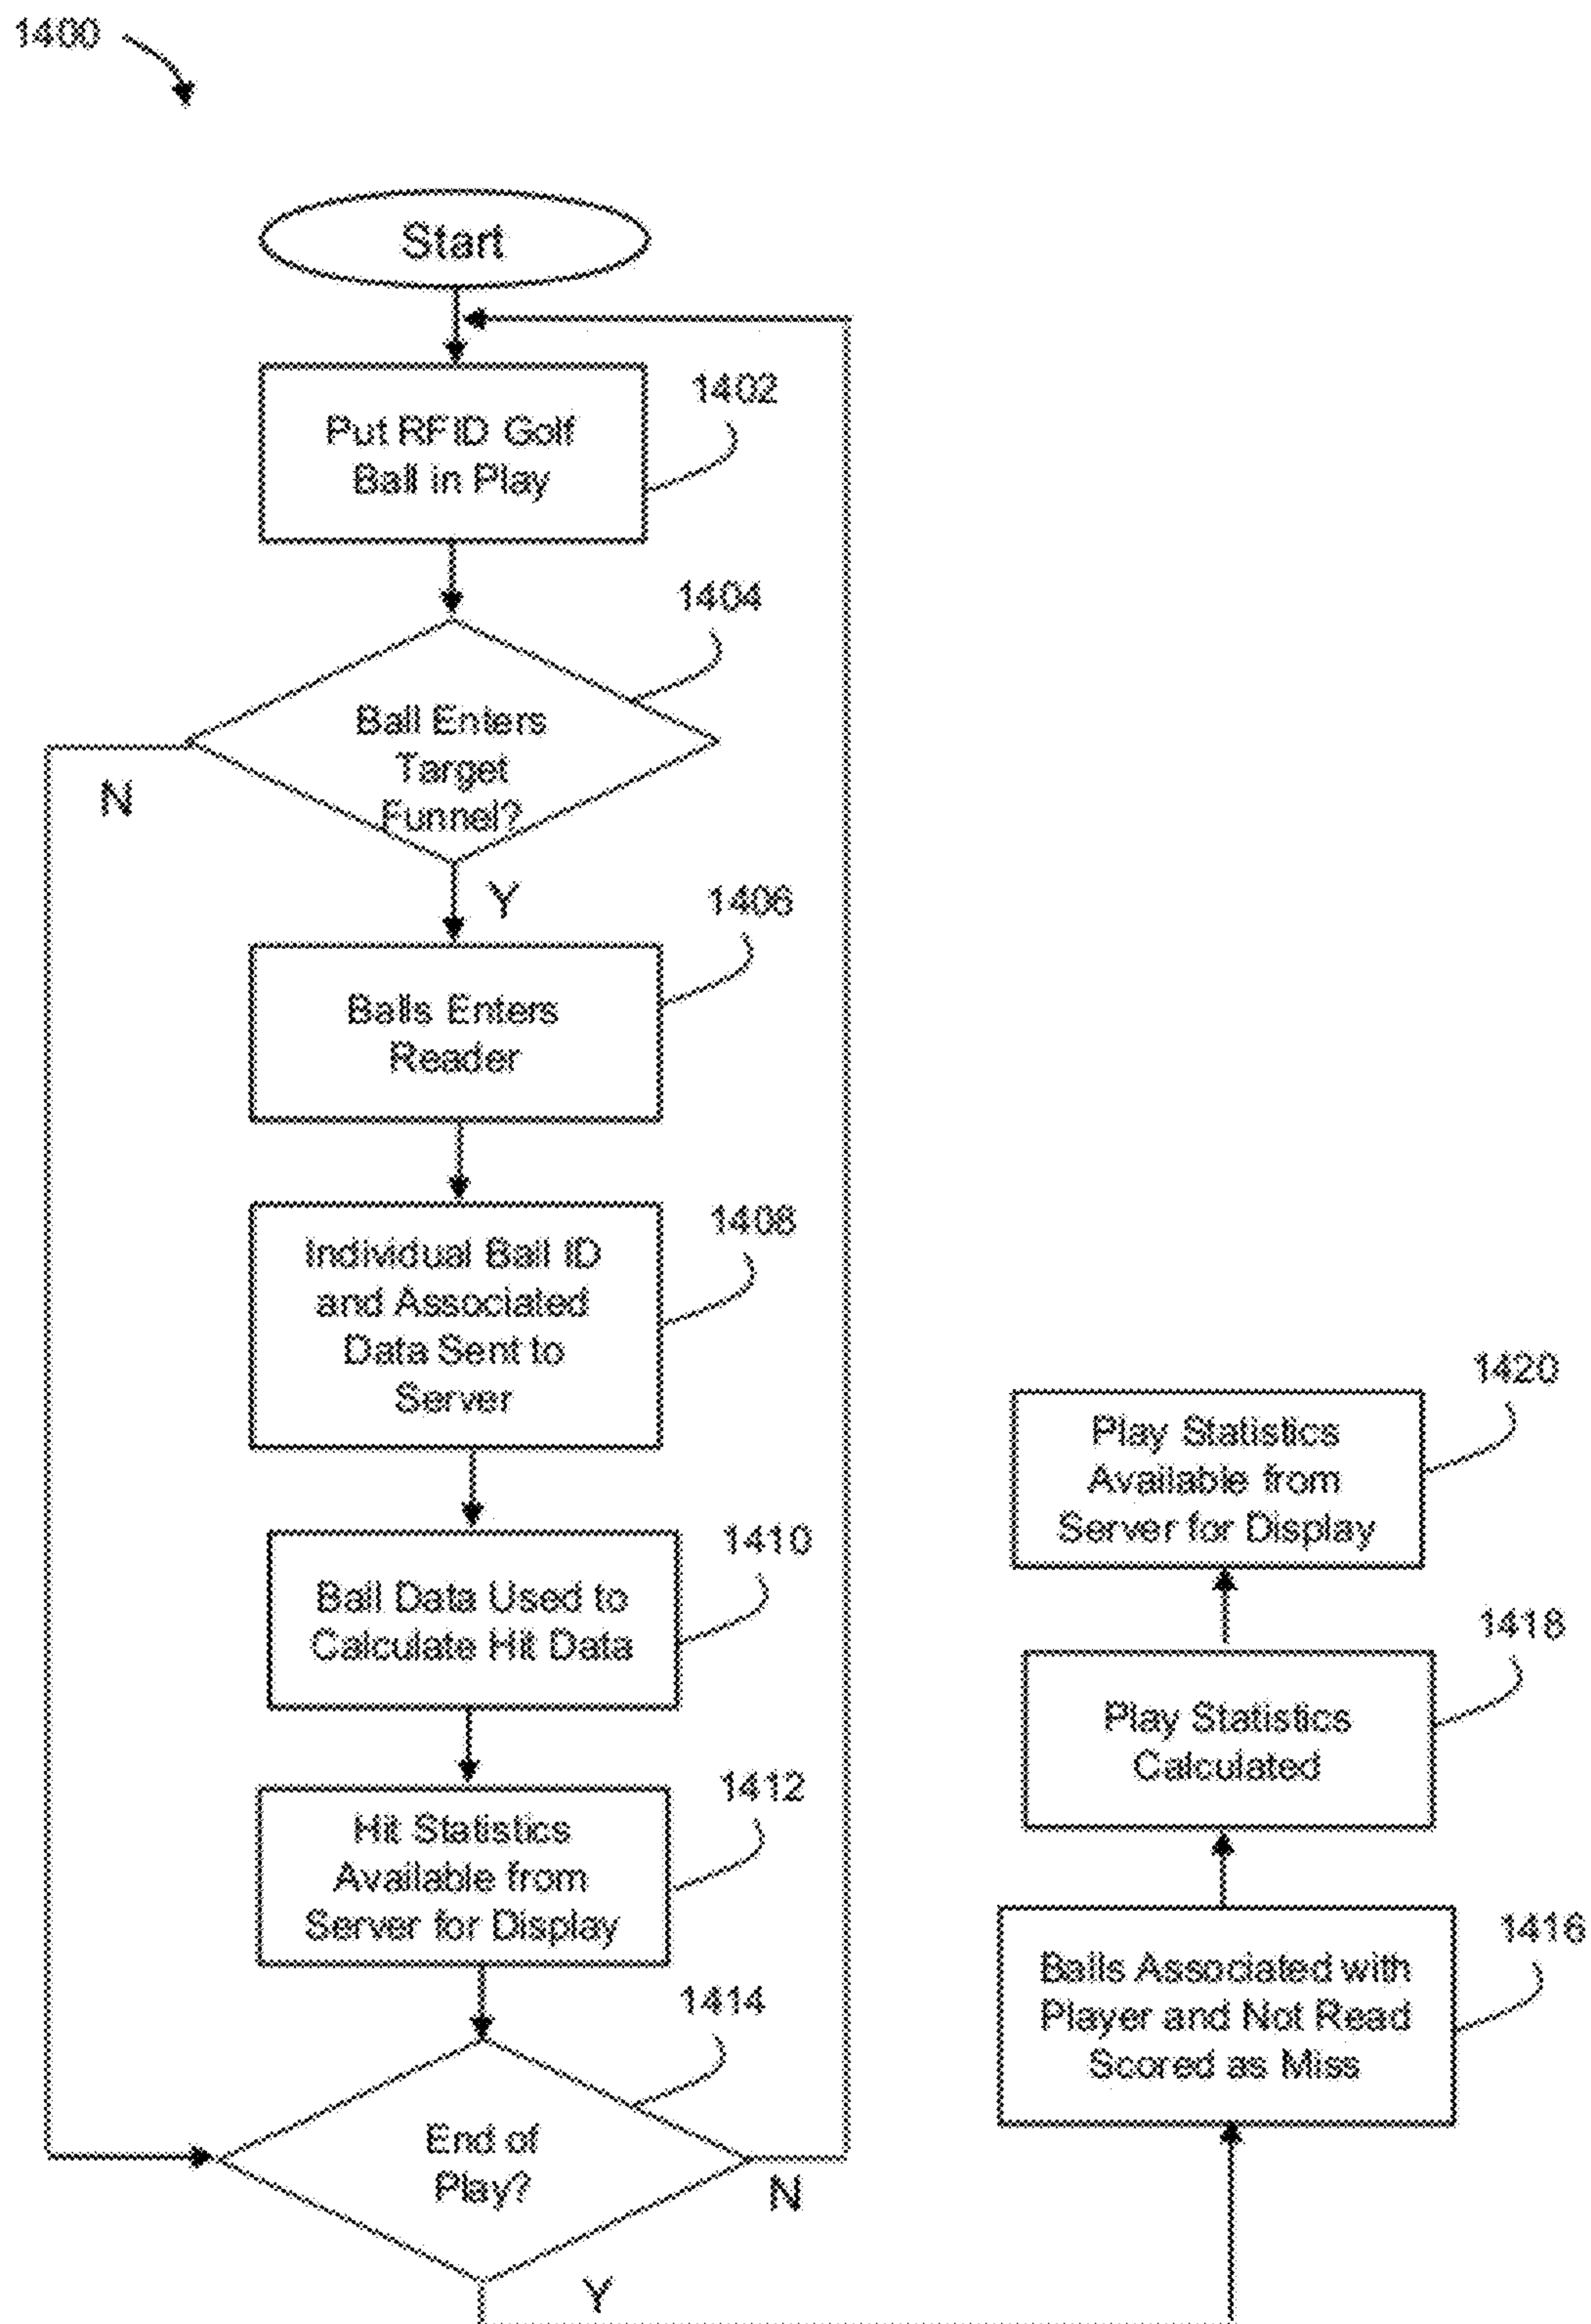 1400
Start
1402
Put RFID Golf
Ball in Play
1404
Ball Enters
Target
Funnel?
N
Y
1406
Balls Enters
Reader
1408
Individual Ball ID
and Associated
Data Sent to
Server
1410
Ball Data Used to
Calculate Hit Data
1412
Hit Statistics
Available from
Server for Display
1414
End of
Play?
N
Y
1420
Play Statistics
Available from
Server for Display
1418
Play Statistics
Calculated
1416
Balls Associated with
Player and Not Read
Scored as Miss